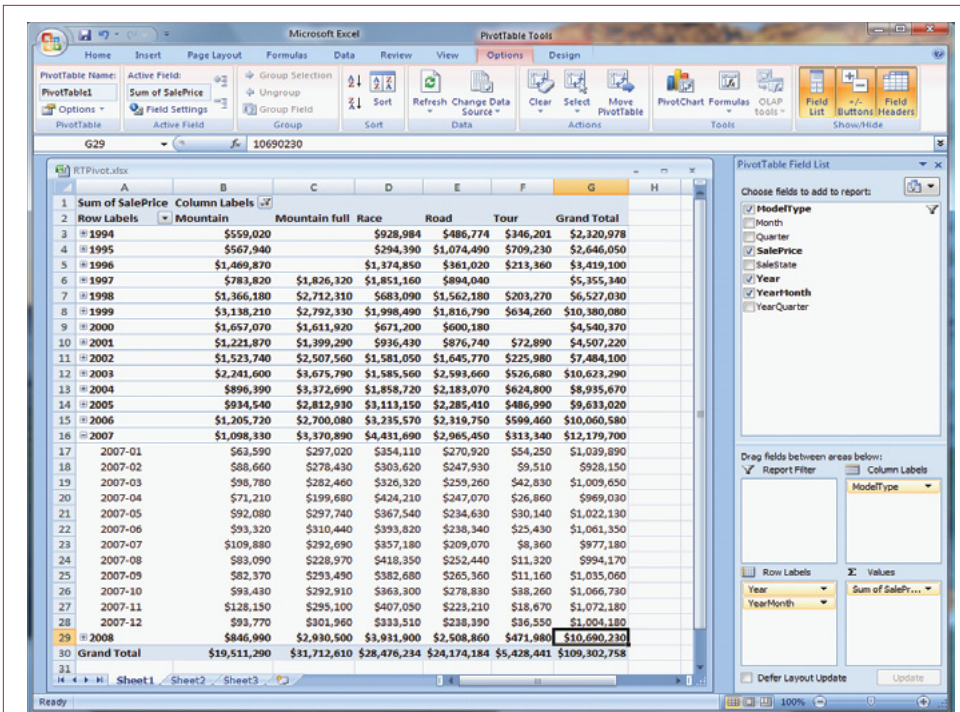 Microsoft Excel PivotTable Tools
Home Insert Page Layout Formulas Data Review View Options Design
PivotTable Name: Active Field: Group Selection
PivotTable1 Sum of SalePrice Ungroup Sort Refresh Change Data Source Clear Select Move PivotTable PivotChart Formulas OLAP tools Field List +/- Buttons Field Headers
Options Field Settings Group Field
PivotTable Active Field Group Sort Data Actions Tools Show/Hide
G29 fx 10690230
RTPivot.xlsx
A B C D E F G H
1 Sum of SalePrice Column Labels
2 Row Labels Mountain Mountain full Race Road Tour Grand Total
3 1994 $559,020 $928,984 $486,774 $346,201 $2,320,978
4 1995 $567,940 $294,390 $1,074,490 $709,230 $2,646,050
5 1996 $1,469,870 $1,374,850 $361,020 $213,360 $3,419,100
6 1997 $783,820 $1,826,320 $1,851,160 $894,040 $5,355,340
7 1998 $1,366,180 $2,712,310 $683,090 $1,562,180 $203,270 $6,527,030
8 1999 $3,138,210 $2,792,330 $1,998,490 $1,816,790 $634,260 $10,380,080
9 2000 $1,657,070 $1,611,920 $671,200 $600,180 $4,540,370
10 2001 $1,221,870 $1,399,290 $936,430 $876,740 $72,890 $4,507,220
11 2002 $1,523,740 $2,507,560 $1,581,050 $1,645,770 $225,980 $7,484,100
12 2003 $2,241,600 $3,675,790 $1,585,560 $2,593,660 $526,680 $10,623,290
13 2004 $896,390 $3,372,690 $1,858,720 $2,183,070 $624,800 $8,935,670
14 2005 $934,540 $2,812,930 $3,113,150 $2,285,410 $486,990 $9,633,020
15 2006 $1,205,720 $2,700,080 $3,235,570 $2,319,750 $599,460 $10,060,580
16 2007 $1,098,330 $3,370,890 $4,431,690 $2,965,450 $313,340 $12,179,700
17 2007-01 $63,590 $297,020 $354,110 $270,920 $54,250 $1,039,890
18 2007-02 $88,660 $278,430 $303,620 $247,930 $9,510 $928,150
19 2007-03 $98,780 $282,460 $326,320 $259,260 $42,830 $1,009,650
20 2007-04 $71,210 $199,680 $424,210 $247,070 $26,860 $969,030
21 2007-05 $92,080 $297,740 $367,540 $234,630 $30,140 $1,022,130
22 2007-06 $93,320 $310,440 $393,820 $238,340 $25,430 $1,061,350
23 2007-07 $109,880 $292,690 $357,180 $209,070 $8,360 $977,180
24 2007-08 $83,090 $228,970 $418,350 $252,440 $11,320 $994,170
25 2007-09 $82,370 $293,490 $382,680 $265,360 $11,160 $1,035,060
26 2007-10 $93,430 $292,910 $363,300 $278,830 $38,260 $1,066,730
27 2007-11 $128,150 $295,100 $407,050 $223,210 $18,670 $1,072,180
28 2007-12 $93,770 $301,960 $333,510 $238,390 $36,550 $1,004,180
29 2008 $846,990 $2,930,500 $3,931,900 $2,508,860 $471,980 $10,690,230
30 Grand Total $19,511,290 $31,712,610 $28,476,234 $24,174,184 $5,428,441 $109,302,758
31
Sheet1 Sheet2 Sheet3
Ready 100%
PivotTable Field List
Choose fields to add to report:
ModelType
Month
Quarter
SalePrice
SaleState
Year
YearMonth
YearQuarter
Drag fields between areas below:
Report Filter Column Labels
ModelType
Row Labels Σ Values
Year Sum of SalePr...
YearMonth
Defer Layout Update Update